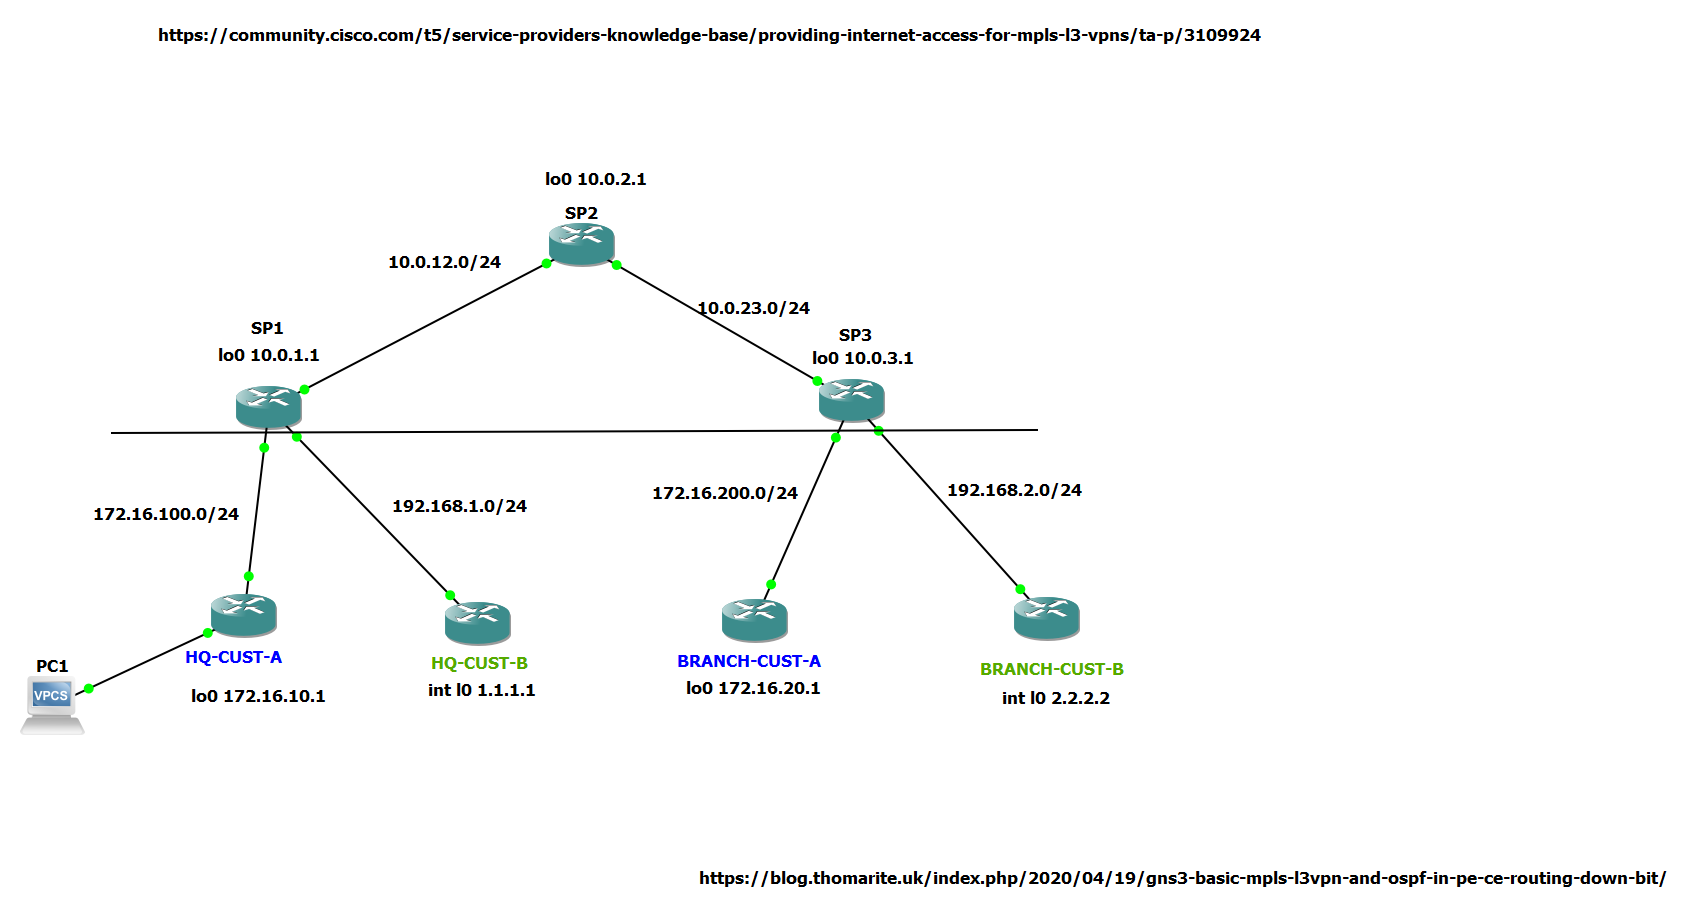 https://community.cisco.com/t5/service-providers-knowledge-base/providing-internet-access-for-mpls-l3-vpns/ta-p/3109924
lo0 10.0.2.1
SP2
10.0.12.0/24
10.0.23.0/24
SP1
lo0 10.0.1.1
SP3
lo0 10.0.3.1
172.16.100.0/24
192.168.1.0/24
172.16.200.0/24
192.168.2.0/24
PC1
VPCS
HQ-CUST-A
lo0 172.16.10.1
HQ-CUST-B
int l0 1.1.1.1
BRANCH-CUST-A
lo0 172.16.20.1
BRANCH-CUST-B
int l0 2.2.2.2
https://blog.thomarite.uk/index.php/2020/04/19/gns3-basic-mpls-l3vpn-and-ospf-in-pe-ce-routing-down-bit/